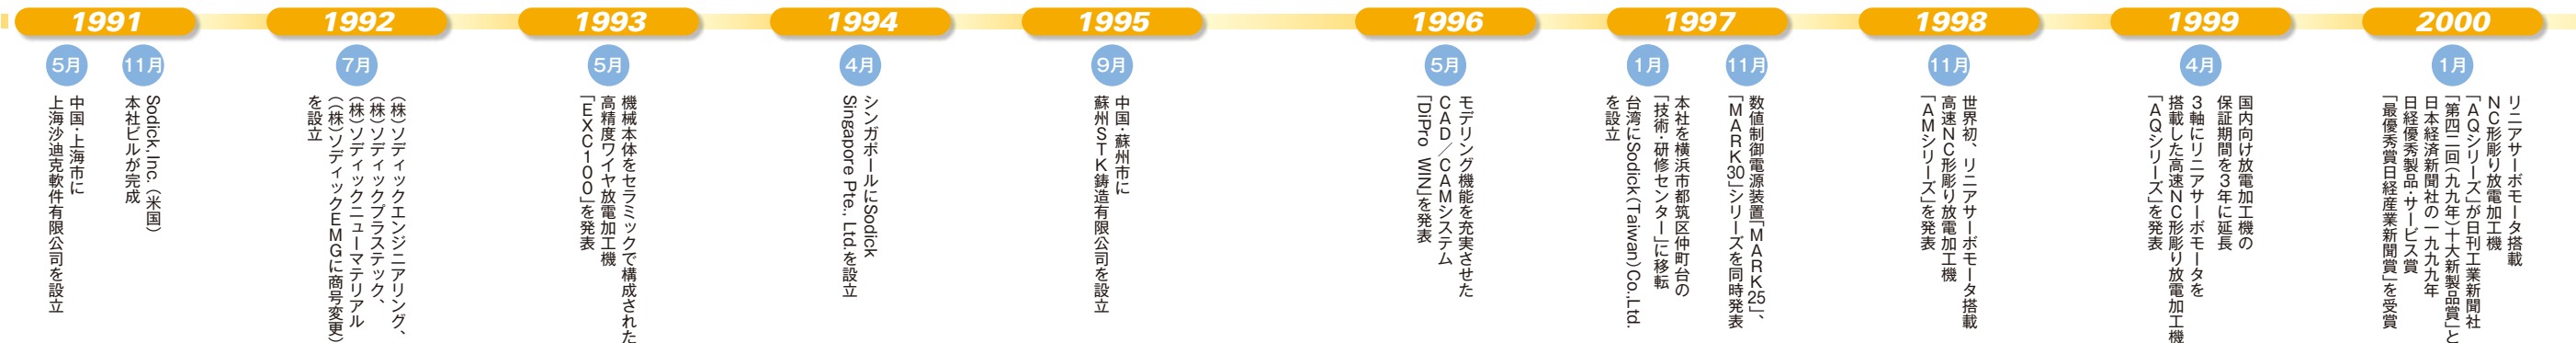 1991
5月
中国・上海市に
上海沙迪克軟件有限公司を設立
11月
Sodick, Inc.（米国）
本社ビルが完成
1992
7月
（株）ソディックエンジニアリング、
（株）ソディックプラステック、
（株）ソディックニューマテリアル
（（株）ソディックEMGに商号変更）
を設立
1993
5月
機械本体をセラミックで構成された
高精度ワイヤ放電加工機
「EXC100」を発表
1994
4月
シンガポールにSodick
Singapore Pte., Ltd.を設立
1995
9月
中国・蘇州市に
蘇州STK鋳造有限公司を設立
1996
5月
モデリング機能を充実させた
CAD／CAMシステム
「DiPro WIN」を発表
1997
1月
本社を横浜市都筑区仲町台の
「技術・研修センター」に移転
台湾にSodick（Taiwan）Co.,Ltd.
を設立
11月
数値制御電源装置「MARK25」、
「MARK30」シリーズを同時発表
1998
11月
世界初、リニアサーボモータ搭載
高速NC形彫り放電加工機
「AMシリーズ」を発表
1999
4月
国内向け放電加工機の
保証期間を3年に延長
3軸にリニアサーボモータを
搭載した高速NC形彫り放電加工機
「AQシリーズ」を発表
2000
1月
リニアサーボモータ搭載
NC形彫り放電加工機
「AQシリーズ」が日刊工業新聞社
「第四二回（九九年）十大新製品賞」と
日本経済新聞社の一九九九年
日経優秀製品・サービス賞
「最優秀賞日経産業新聞賞」を受賞